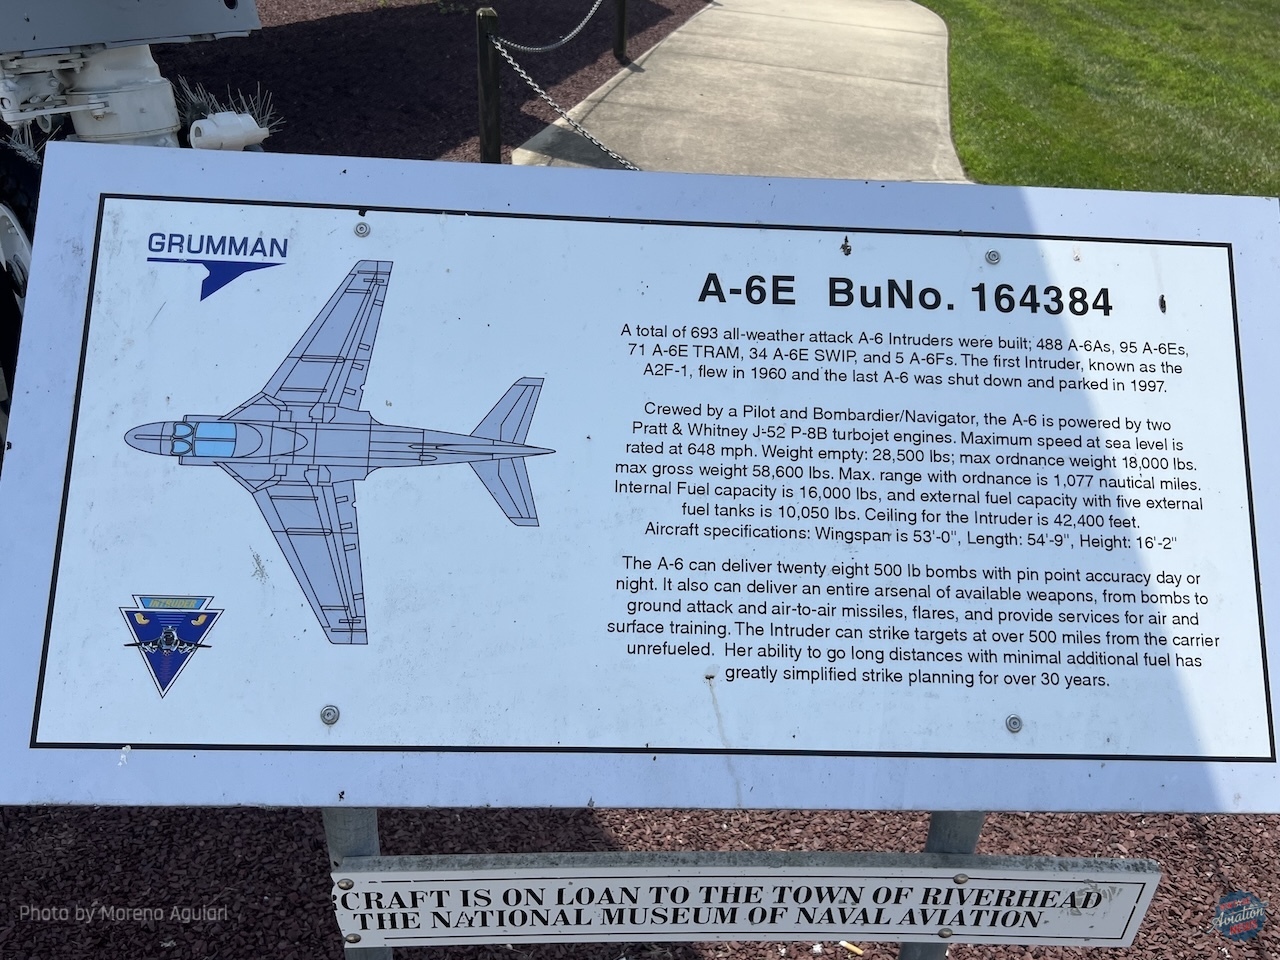 GRUMMAN
A-6E BuNo. 164384
A total of 693 all-weather attack A-6 Intruders were built; 488 A-6As, 95 A-6Es,
71 A-6E TRAM, 34 A-6E SWIP, and 5 A-6Fs. The first Intruder, known as the
A2F-1, flew in 1960 and the last A-6 was shut down and parked in 1997.
Crewed by a Pilot and Bombardier/Navigator, the A-6 is powered by two
Pratt & Whitney J-52 P-8B turbojet engines. Maximum speed at sea level is
rated at 648 mph. Weight empty: 28,500 lbs; max ordnance weight 18,000 lbs.
max gross weight 58,600 lbs. Max. range with ordnance is 1,077 nautical miles.
Internal Fuel capacity is 16,000 lbs, and external fuel capacity with five external
fuel tanks is 10,050 lbs. Ceiling for the Intruder is 42,400 feet.
Aircraft specifications: Wingspan is 53'-0", Length: 54'-9", Height: 16'-2"
The A-6 can deliver twenty eight 500 lb bombs with pin point accuracy day or
night. It also can deliver an entire arsenal of available weapons, from bombs to
ground attack and air-to-air missiles, flares, and provide services for air and
surface training. The Intruder can strike targets at over 500 miles from the carrier
unrefueled. Her ability to go long distances with minimal additional fuel has
greatly simplified strike planning for over 30 years.
INTRUDER
CRAFT IS ON LOAN TO THE TOWN OF RIVERHEAD
THE NATIONAL MUSEUM OF NAVAL AVIATION
Photo by Moreno Aguiari
Aviation